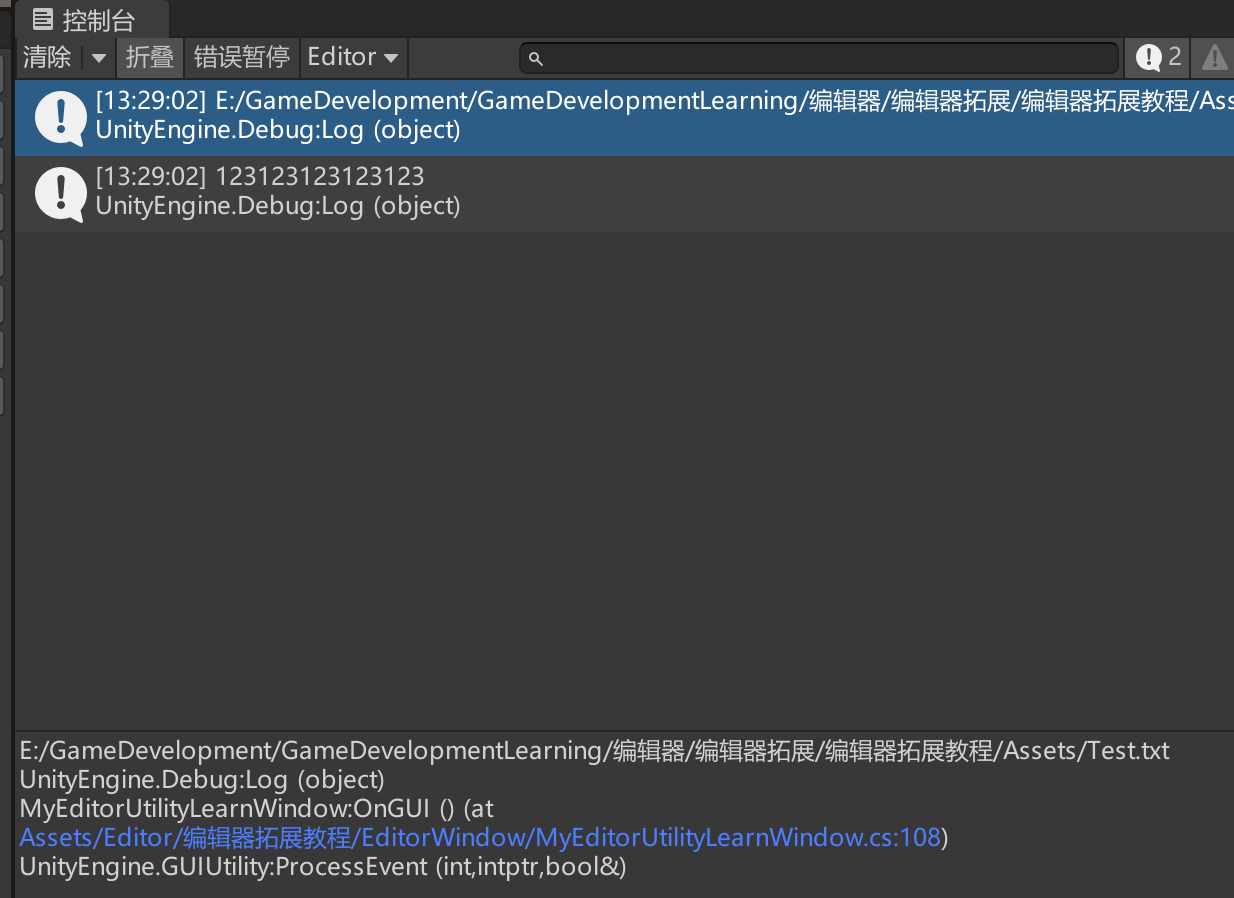 控制台
清除 折叠 错误暂停 Editor 2
[13:29:02] E:/GameDevelopment/GameDevelopmentLearning/编辑器/编辑器拓展/编辑器拓展教程/Ass
UnityEngine.Debug:Log (object)
[13:29:02] 123123123123123
UnityEngine.Debug:Log (object)
E:/GameDevelopment/GameDevelopmentLearning/编辑器/编辑器拓展/编辑器拓展教程/Assets/Test.txt
UnityEngine.Debug:Log (object)
MyEditorUtilityLearnWindow:OnGUI () (at
Assets/Editor/编辑器拓展教程/EditorWindow/MyEditorUtilityLearnWindow.cs:108)
UnityEngine.GUIUtility:ProcessEvent (int,intptr,bool&)